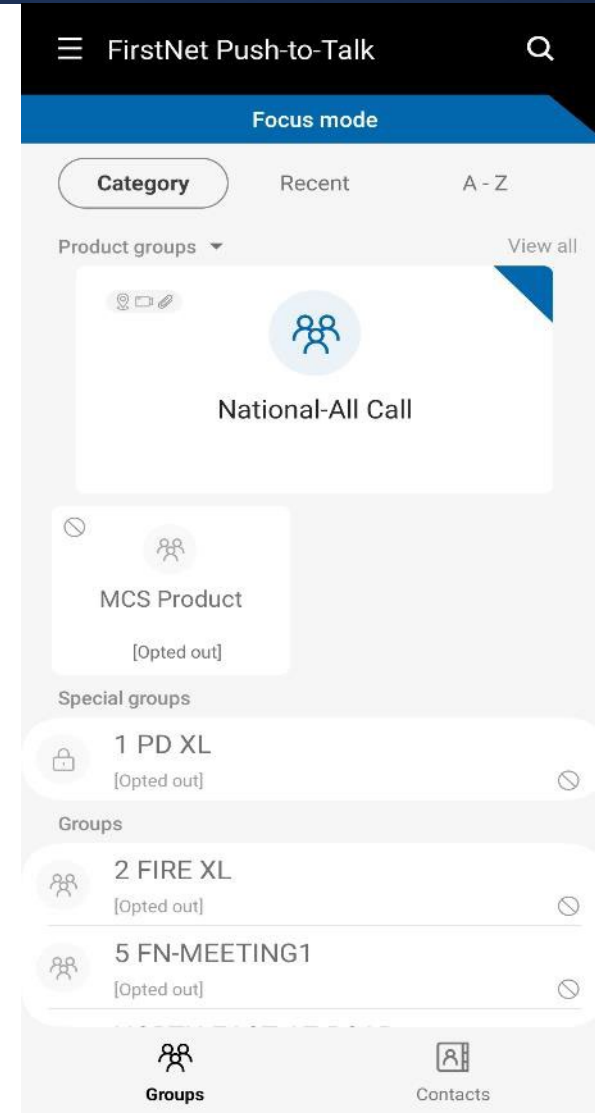 FirstNet Push-to-Talk
Focus mode
Category Recent A - Z
Product groups View all
National-All Call
MCS Product
[Opted out]
Special groups
1 PD XL
[Opted out]
Groups
2 FIRE XL
[Opted out]
5 FN-MEETING1
[Opted out]
Groups Contacts